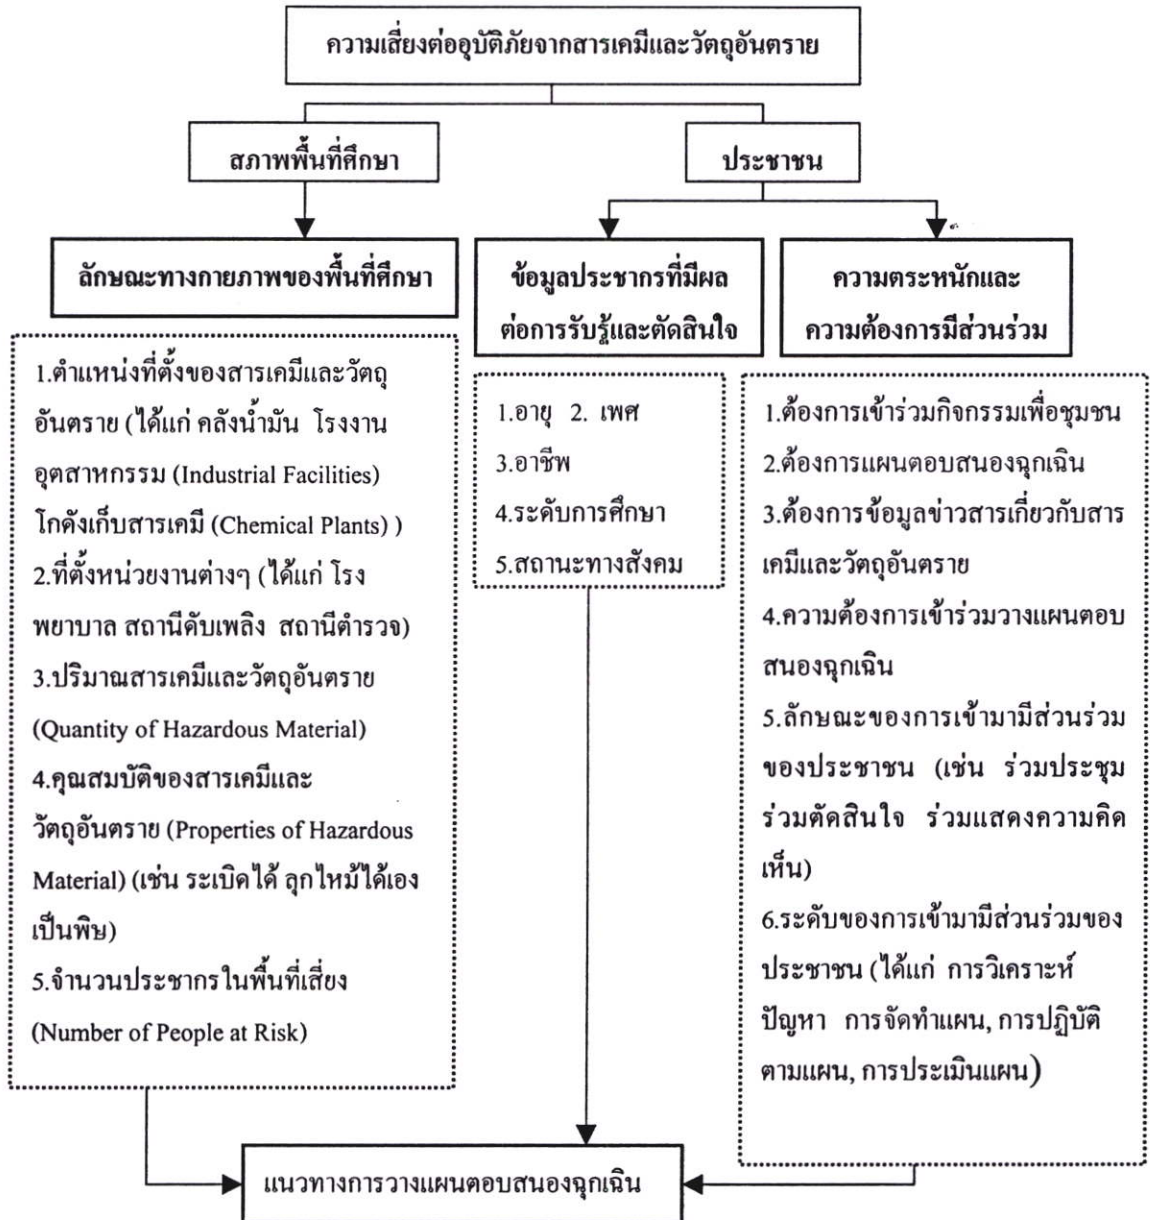 ความเสี่ยงต่ออุบัติภัยจากสารเคมีและวัตถุอันตราย
สภาพพื้นที่ศึกษา
ประชาชน
ลักษณะทางกายภาพของพื้นที่ศึกษา
ข้อมูลประชากรที่มีผล
ต่อการรับรู้และตัดสินใจ
ความตระหนักและ
ความต้องการมีส่วนร่วม
1.ตำแหน่งที่ตั้งของสารเคมีและวัตถุ
อันตราย (ได้แก่ คลังน้ำมัน โรงงาน
อุตสาหกรรม (Industrial Facilities)
โกดังเก็บสารเคมี (Chemical Plants) )
2.ที่ตั้งหน่วยงานต่างๆ (ได้แก่ โรง
พยาบาล สถานีดับเพลิง สถานีตำรวจ)
3.ปริมาณสารเคมีและวัตถุอันตราย
(Quantity of Hazardous Material)
4.คุณสมบัติของสารเคมีและ
วัตถุอันตราย (Properties of Hazardous
Material) (เช่น ระเบิดได้ ลุกไหม้ได้เอง
เป็นพิษ)
5.จำนวนประชากรในพื้นที่เสี่ยง
(Number of People at Risk)
1.อายุ 2. เพศ
3.อาชีพ
4.ระดับการศึกษา
5.สถานะทางสังคม
1.ต้องการเข้าร่วมกิจกรรมเพื่อชุมชน
2.ต้องการแผนตอบสนองฉุกเฉิน
3.ต้องการข้อมูลข่าวสารเกี่ยวกับสาร
เคมีและวัตถุอันตราย
4.ความต้องการเข้าร่วมวางแผนตอบ
สนองฉุกเฉิน
5.ลักษณะของการเข้ามามีส่วนร่วม
ของประชาชน (เช่น ร่วมประชุม
ร่วมตัดสินใจ ร่วมแสดงความคิด
เห็น)
6.ระดับของการเข้ามามีส่วนร่วมของ
ประชาชน (ได้แก่ การวิเคราะห์
ปัญหา การจัดทำแผน, การปฏิบัติ
ตามแผน, การประเมินแผน)
แนวทางการวางแผนตอบสนองฉุกเฉิน